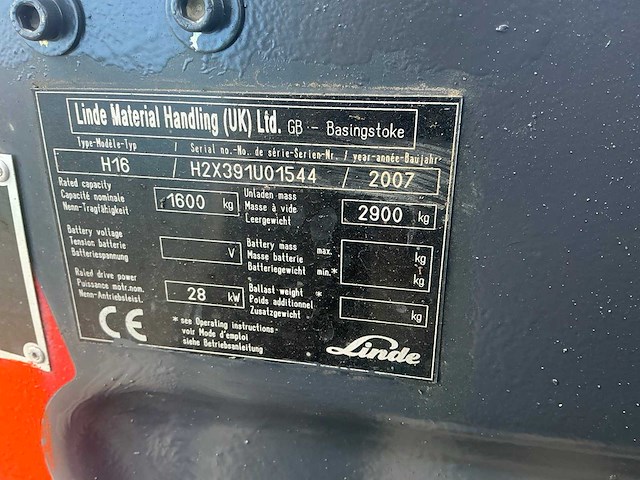 Linde Material Handling (UK) Ltd. GB - Basingstoke
Type-Modèle-Typ / Serial no.-No. de série-Serien-Nr. / year-année-Baujahr
H16 / H2X391U01544 / 2007
Rated capacity
Capacité nominale
Nenn-Tragfähigkeit
1600 kg
Unladen mass
Masse à vide
Leergewicht
2900 kg
Battery voltage
Tension batterie
Batteriespannung
V
Battery mass max.
Masse batterie
Batteriegewicht min.*
kg
kg
Rated drive power
Puissance motr.nom.
Nenn-Antriebsleist.
28 kW
Ballast weight *
Poids additionnel
Zusatzgewicht
kg
CE
* see Operating instructions-
voir Mode d'emploi
siehe Betriebsanleitung
Linde